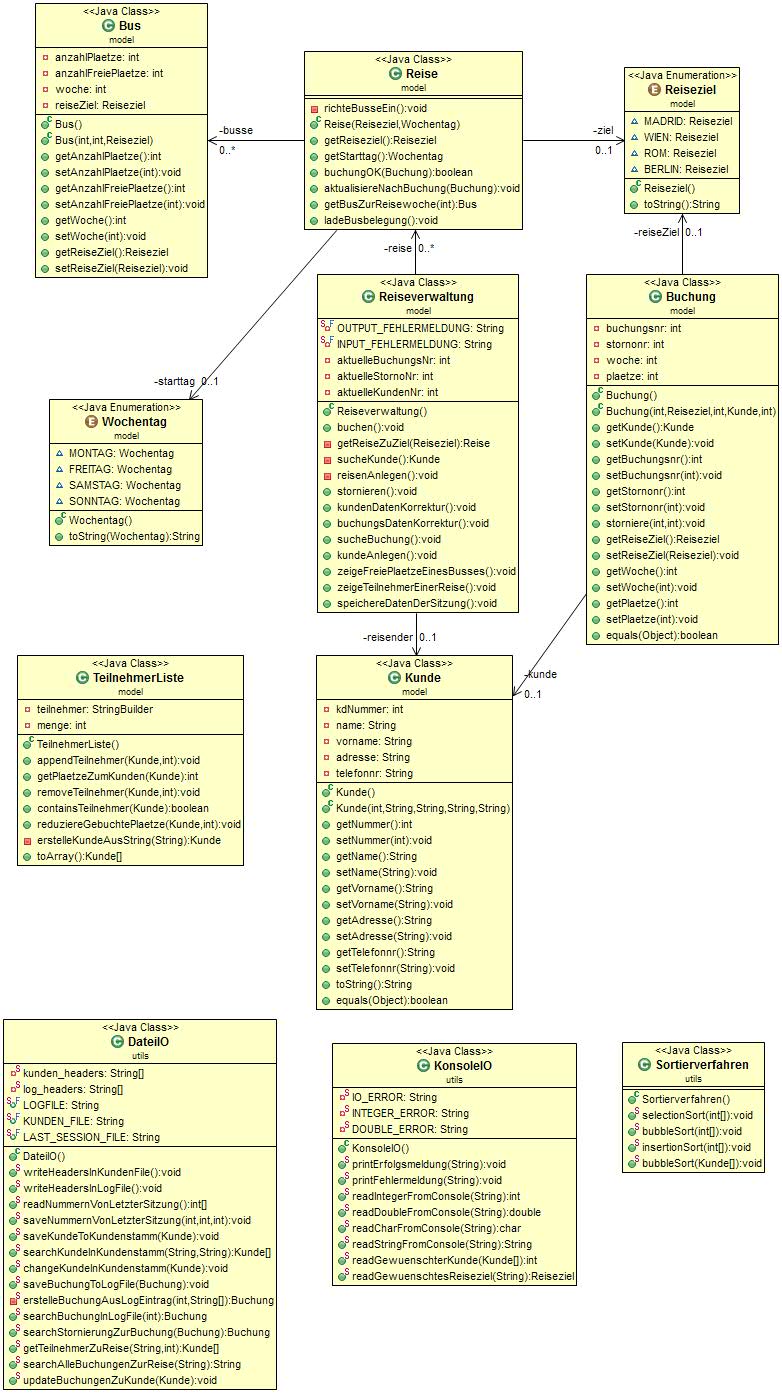 <<Java Class>>
Bus
model
anzahlPlaetze: int
anzahlFreiePlaetze: int
woche: int
reiseZiel: Reiseziel
Bus()
Bus(int,int,Reiseziel)
getAnzahlPlaetze():int
setAnzahlPlaetze(int):void
getAnzahlFreiePlaetze():int
setAnzahlFreiePlaetze(int):void
getWoche():int
setWoche(int):void
getReiseZiel():Reiseziel
setReiseZiel(Reiseziel):void
-busse
0..*
<<Java Class>>
Reise
model
richteBusseEin():void
Reise(Reiseziel,Wochentag)
getReiseziel():Reiseziel
getStarttag():Wochentag
buchungOK(Buchung):boolean
aktualisiereNachBuchung(Buchung):void
getBusZurReisewoche(int):Bus
ladeBusbelegung():void
-ziel
0..1
<<Java Enumeration>>
Reiseziel
model
MADRID: Reiseziel
WIEN: Reiseziel
ROM: Reiseziel
BERLIN: Reiseziel
Reiseziel()
toString():String
-reiseZiel 0..1
-reise 0..*
<<Java Class>>
Reiseverwaltung
model
OUTPUT_FEHLERMELDUNG: String
INPUT_FEHLERMELDUNG: String
aktuelleBuchungsNr: int
aktuelleStornoNr: int
aktuelleKundenNr: int
Reiseverwaltung()
buchen():void
getReiseZuZiel(Reiseziel):Reise
sucheKunde():Kunde
reisenAnlegen():void
stornieren():void
kundenDatenKorrektur():void
buchungsDatenKorrektur():void
sucheBuchung():void
kundeAnlegen():void
zeigeFreiePlaetzeEinesBusses():void
zeigeTeilnehmerEinerReise():void
speichereDatenDerSitzung():void
<<Java Class>>
Buchung
model
buchungsnr: int
stornonr: int
woche: int
plaetze: int
Buchung()
Buchung(int,Reiseziel,int,Kunde,int)
getKunde():Kunde
setKunde(Kunde):void
getBuchungsnr():int
setBuchungsnr(int):void
getStornonr():int
setStornonr(int):void
storniere(int,int):void
getReiseZiel():Reiseziel
setReiseZiel(Reiseziel):void
getWoche():int
setWoche(int):void
getPlaetze():int
setPlaetze(int):void
equals(Object):boolean
-starttag 0..1
<<Java Enumeration>>
Wochentag
model
MONTAG: Wochentag
FREITAG: Wochentag
SAMSTAG: Wochentag
SONNTAG: Wochentag
Wochentag()
toString(Wochentag):String
-reisender 0..1
-kunde
0..1
<<Java Class>>
TeilnehmerListe
model
teilnehmer: StringBuilder
menge: int
TeilnehmerListe()
appendTeilnehmer(Kunde,int):void
getPlaetzeZumKunden(Kunde):int
removeTeilnehmer(Kunde,int):void
containsTeilnehmer(Kunde):boolean
reduziereGebuchtePlaetze(Kunde,int):void
erstelleKundeAusString(String):Kunde
toArray():Kunde[]
<<Java Class>>
Kunde
model
kdNummer: int
name: String
vorname: String
adresse: String
telefonnr: String
Kunde()
Kunde(int,String,String,String,String)
getNummer():int
setNummer(int):void
getName():String
setName(String):void
getVorname():String
setVorname(String):void
getAdresse():String
setAdresse(String):void
getTelefonnr():String
setTelefonnr(String):void
toString():String
equals(Object):boolean
<<Java Class>>
DateiIO
utils
kunden_headers: String[]
log_headers: String[]
LOGFILE: String
KUNDEN_FILE: String
LAST_SESSION_FILE: String
DateiIO()
writeHeadersInKundenFile():void
writeHeadersInLogFile():void
readNummernVonLetzterSitzung():int[]
saveNummernVonLetzterSitzung(int,int,int):void
saveKundeToKundenstamm(Kunde):void
searchKundeInKundenstamm(String,String):Kunde[]
changeKundeInKundenstamm(Kunde):void
saveBuchungToLogFile(Buchung):void
erstelleBuchungAusLogEintrag(int,String[]):Buchung
searchBuchungInLogFile(int):Buchung
searchStornierungZurBuchung(Buchung):Buchung
getTeilnehmerZuReise(String,int):Kunde[]
searchAlleBuchungenZurReise(String):String
updateBuchungenZuKunde(Kunde):void
<<Java Class>>
KonsoleIO
utils
IO_ERROR: String
INTEGER_ERROR: String
DOUBLE_ERROR: String
KonsoleIO()
printErfolgsmeldung(String):void
printFehlermeldung(String):void
readIntegerFromConsole(String):int
readDoubleFromConsole(String):double
readCharFromConsole(String):char
readStringFromConsole(String):String
readGewuenschterKunde(Kunde[]):int
readGewuenschtesReiseziel(String):Reiseziel
<<Java Class>>
Sortierverfahren
utils
Sortierverfahren()
selectionSort(int[]):void
bubbleSort(int[]):void
insertionSort(int[]):void
bubbleSort(Kunde[]):void